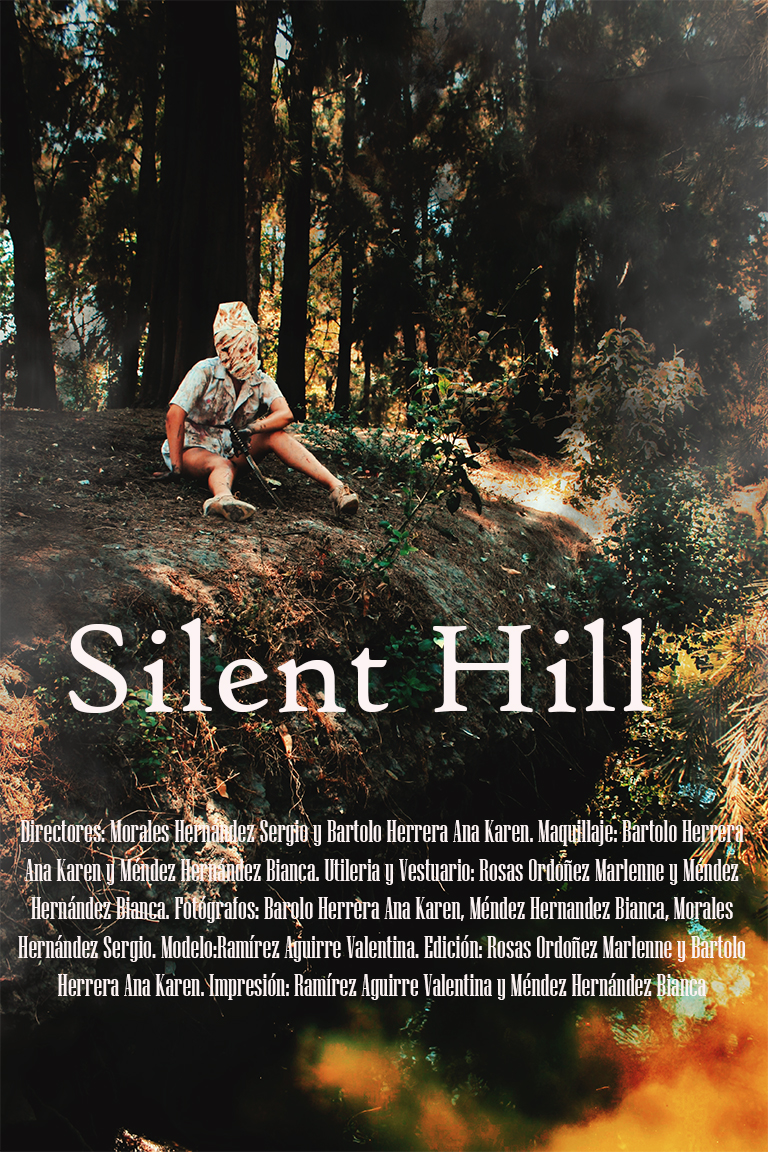 Silent Hill
Directores: Morales Hernández Sergio y Bartolo Herrera Ana Karen. Maquillaje: Bartolo Herrera
Ana Karen y Méndez Hernández Bianca. Utileria y Vestuario: Rosas Ordoñez Marlenne y Méndez
Hernández Bianca. Fotógrafos: Barolo Herrera Ana Karen, Méndez Hernandez Bianca, Morales
Hernández Sergio. Modelo:Ramírez Aguirre Valentina. Edición: Rosas Ordoñez Marlenne y Bartolo
Herrera Ana Karen. Impresión: Ramírez Aguirre Valentina y Méndez Hernández Bianca